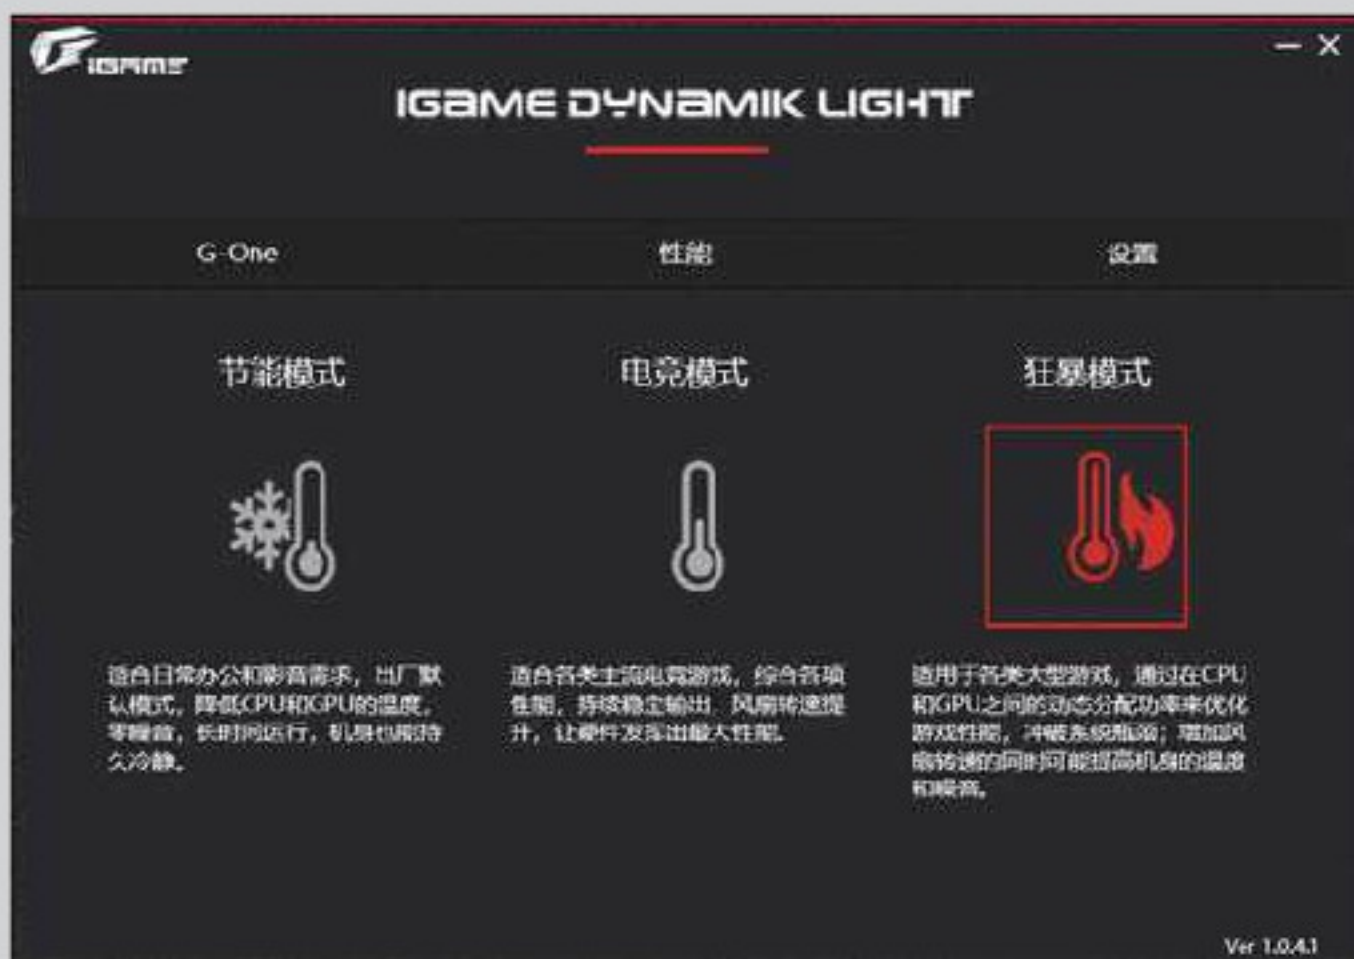 IGAME
IGAME DYNAMIK LIGHT
G-One
性能
设置
节能模式
电竞模式
狂暴模式
适合日常办公和影音需求，出厂默
认模式，降低CPU和GPU的温度，
零噪音，长时间运行，机身也能持
久冷静。
适合各类主流电竞游戏，综合各项
性能，持续稳定输出，风扇转速提
升，让硬件发挥出最大性能。
适用于各类大型游戏，通过在CPU
和GPU之间的动态分配功率来优化
游戏性能，冲破系统瓶颈；增加风
扇转速的同时可能提高机身的温度
和噪音。
Ver 1.0.4.1